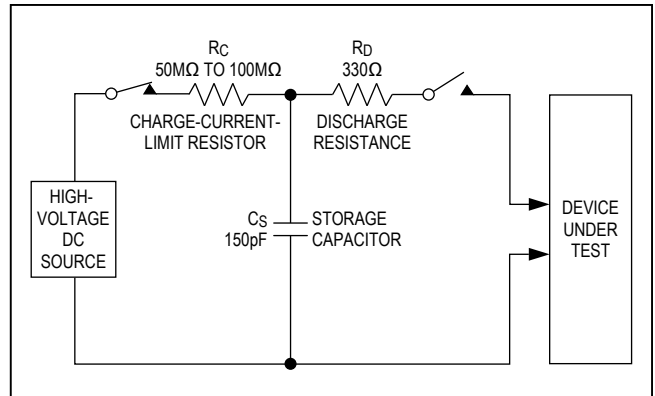 RC
50MΩ TO 100MΩ
CHARGE-CURRENT-
LIMIT RESISTOR
RD
330Ω
DISCHARGE
RESISTANCE
HIGH-
VOLTAGE
DC
SOURCE
CS
150pF
STORAGE
CAPACITOR
DEVICE
UNDER
TEST